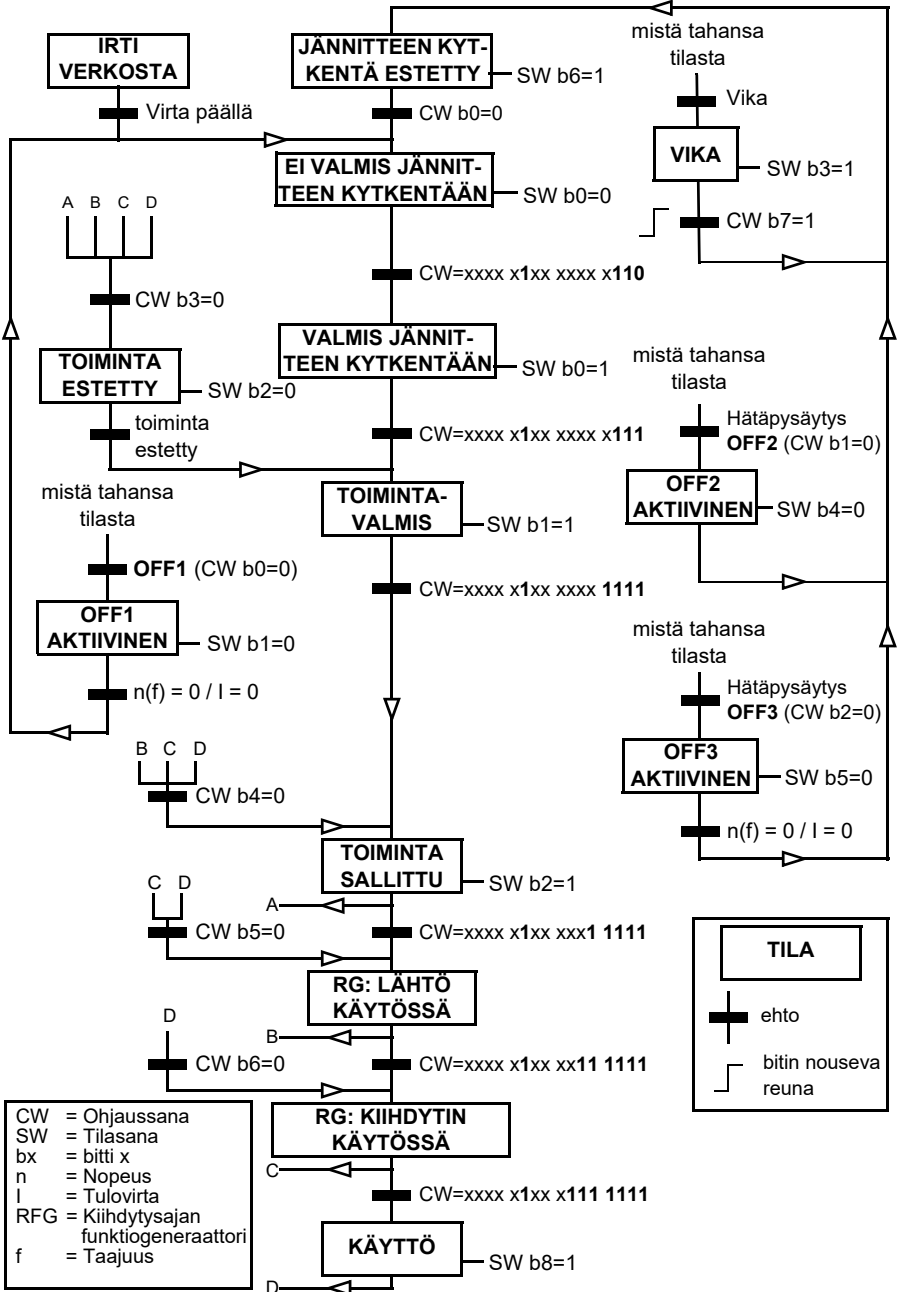 IRTI
VERKOSTA
Virta päällä
JÄNNITTEEN KYT-
KENTÄ ESTETTY
SW b6=1
CW b0=0
EI VALMIS JÄNNIT-
TEEN KYTKENTÄÄN
SW b0=0
CW=xxxx x1xx xxxx x110
VALMIS JÄNNIT-
TEEN KYTKENTÄÄN
SW b0=1
CW=xxxx x1xx xxxx x111
TOIMINTA-
VALMIS
SW b1=1
CW=xxxx x1xx xxxx 1111
mistä tahansa
tilasta
Vika
VIKA
SW b3=1
CW b7=1
A B C D
CW b3=0
TOIMINTA
ESTETTY
SW b2=0
toiminta
estetty
mistä tahansa
tilasta
OFF1 (CW b0=0)
OFF1
AKTIIVINEN
SW b1=0
n(f) = 0 / I = 0
mistä tahansa
tilasta
Hätäpysäytys
OFF2 (CW b1=0)
OFF2
AKTIIVINEN
SW b4=0
mistä tahansa
tilasta
Hätäpysäytys
OFF3 (CW b2=0)
OFF3
AKTIIVINEN
SW b5=0
n(f) = 0 / I = 0
B C D
CW b4=0
TOIMINTA
SALLITTU
SW b2=1
A
C D
CW b5=0
CW=xxxx x1xx xxx1 1111
RG: LÄHTÖ
KÄYTÖSSÄ
B
D
CW b6=0
CW=xxxx x1xx xx11 1111
RG: KIIHDYTIN
KÄYTÖSSÄ
C
CW=xxxx x1xx x111 1111
KÄYTTÖ
SW b8=1
D
TILA
ehto
bitin nouseva
reuna
CW = Ohjaussana
SW = Tilasana
bx = bitti x
n = Nopeus
I = Tulovirta
RFG = Kiihdytysajan
funktiogeneraattori
f = Taajuus